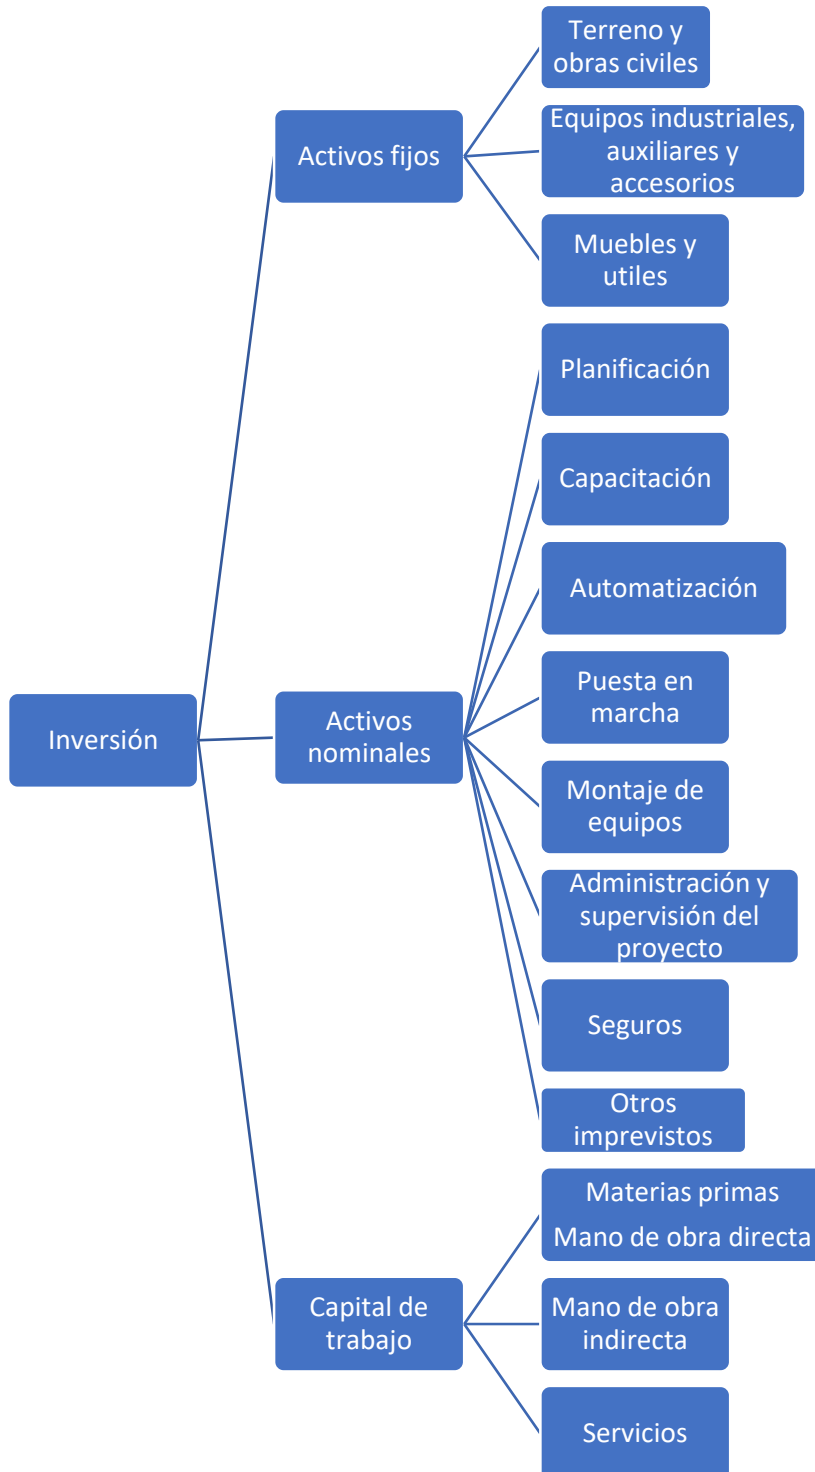 Inversión
Activos fijos
Terreno y
obras civiles
Equipos industriales,
auxiliares y
accesorios
Muebles y
utiles
Activos
nominales
Planificación
Capacitación
Automatización
Puesta en
marcha
Montaje de
equipos
Administración y
supervisión del
proyecto
Seguros
Otros
imprevistos
Capital de
trabajo
Materias primas
Mano de obra directa
Mano de obra
indirecta
Servicios